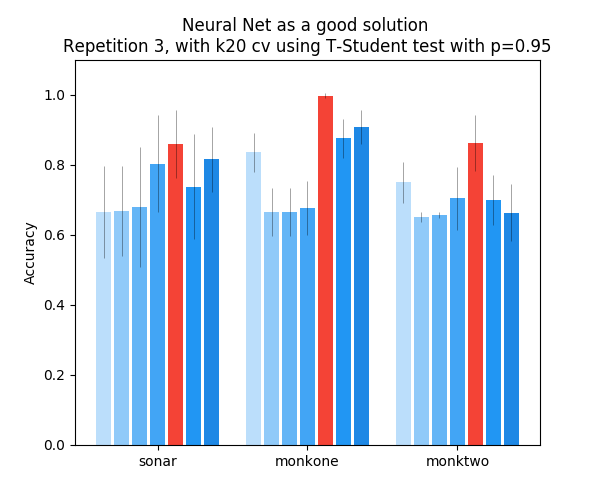 Neural Net as a good solution
Repetition 3, with k20 cv using T-Student test with p=0.95
1.0
0.8
0.6
0.4
0.2
0.0
Accuracy
sonar
monkone
monktwo